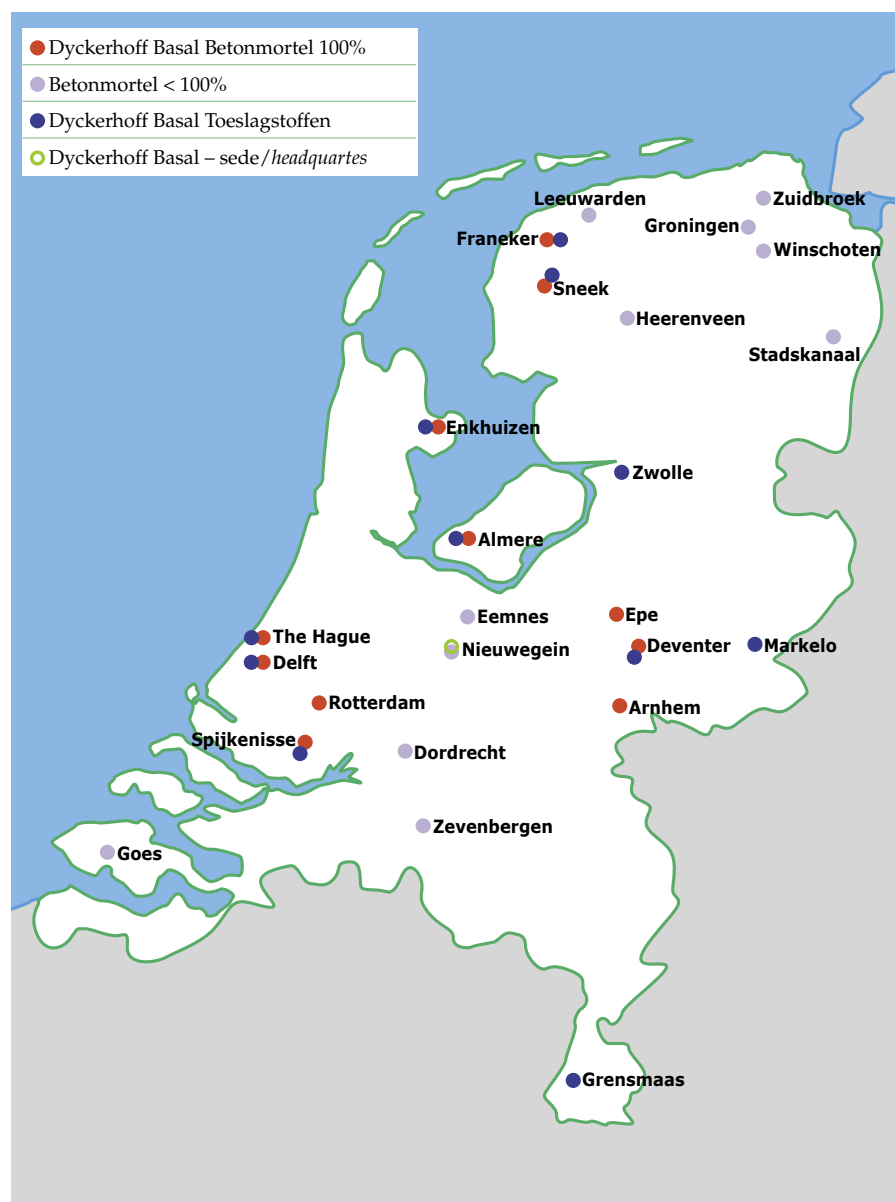 Dyckerhoff Basal Betonmortel 100%
Betonmortel < 100%
Dyckerhoff Basal Toeslagstoffen
Dyckerhoff Basal – sede/headquartes
Leeuwarden
Zuidbroek
Groningen
Franeker
Winschoten
Sneek
Heerenveen
Stadskanaal
Enkhuizen
Zwolle
Almere
Epe
Eemnes
The Hague
Deventer
Markelo
Nieuwegein
Delft
Rotterdam
Arnhem
Spijkenisse
Dordrecht
Zevenbergen
Goes
Grensmaas